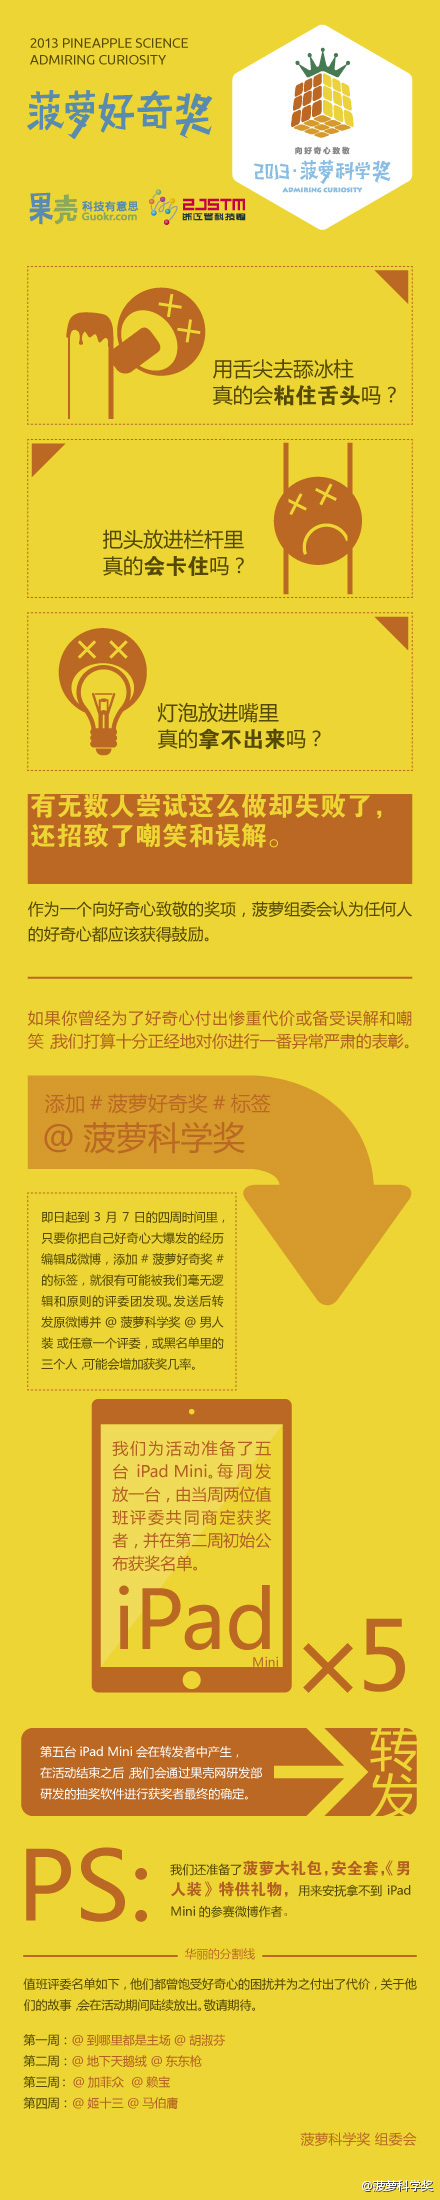 2013 PINEAPPLE SCIENCE
ADMIRING CURIOSITY
菠萝好奇奖
向好奇心致敬
2013·菠萝科学奖
ADMIRING CURIOSITY
果壳 科技有意思
Guokr.com
ZJSTM
浙江省科技馆
用舌尖去舔冰柱
真的会粘住舌头吗？
把头放进栏杆里
真的会卡住吗？
灯泡放进嘴里
真的拿不出来吗？
有无数人尝试这么做却失败了，
还招致了嘲笑和误解。
作为一个向好奇心致敬的奖项，菠萝组委会认为任何人
的好奇心都应该获得鼓励。
如果你曾经为了好奇心付出惨重代价或备受误解和嘲
笑，我们打算十分正经地对你进行一番异常严肃的表彰。
添加 # 菠萝好奇奖 # 标签
@ 菠萝科学奖
即日起到 3 月 7 日的四周时间里，
只要你把自己好奇心大爆发的经历
编辑成微博，添加 # 菠萝好奇奖 #
的标签，就很有可能被我们毫无逻
辑和原则的评委团发现。发送后转
发原微博并 @ 菠萝科学奖 @ 男人
装 或任意一个评委，或黑名单里的
三个人，可能会增加获奖几率。
我们为活动准备了五
台 iPad Mini。每周发
放一台，由当周两位值
班评委共同商定获奖
者，并在第二周初始公
布获奖名单。
iPad
Mini
×5
第五台 iPad Mini 会在转发者中产生，
在活动结束之后，我们会通过果壳网研发部
研发的抽奖软件进行获奖者最终的确定。
转
发
PS:
我们还准备了菠萝大礼包，安全套，《男
人装》特供礼物，用来安抚拿不到 iPad
Mini 的参赛微博作者。
华丽的分割线
值班评委名单如下，他们都曾饱受好奇心的困扰并为之付出了代价，关于他
们的故事，会在活动期间陆续放出。敬请期待。
第一周：@ 到哪里都是主场 @ 胡淑芬
第二周：@ 地下天鹅绒 @ 东东枪
第三周：@ 加菲众 @ 赖宝
第四周：@ 姬十三 @ 马伯庸
菠萝科学奖 组委会
@菠萝科学奖